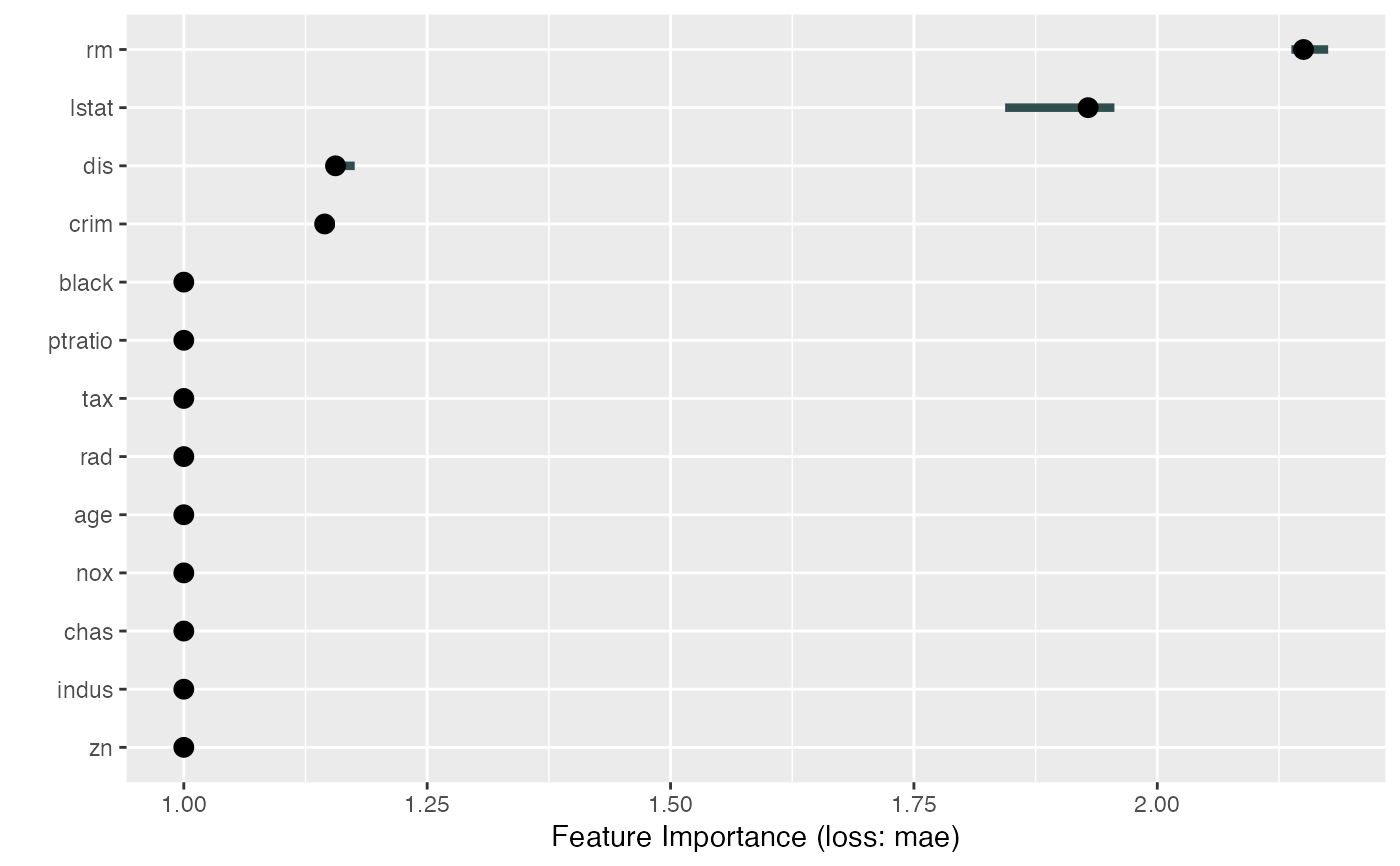 rm
lstat
dis
crim
black
ptratio
tax
rad
age
nox
chas
indus
zn
1.00 1.25 1.50 1.75 2.00
Feature Importance (loss: mae)